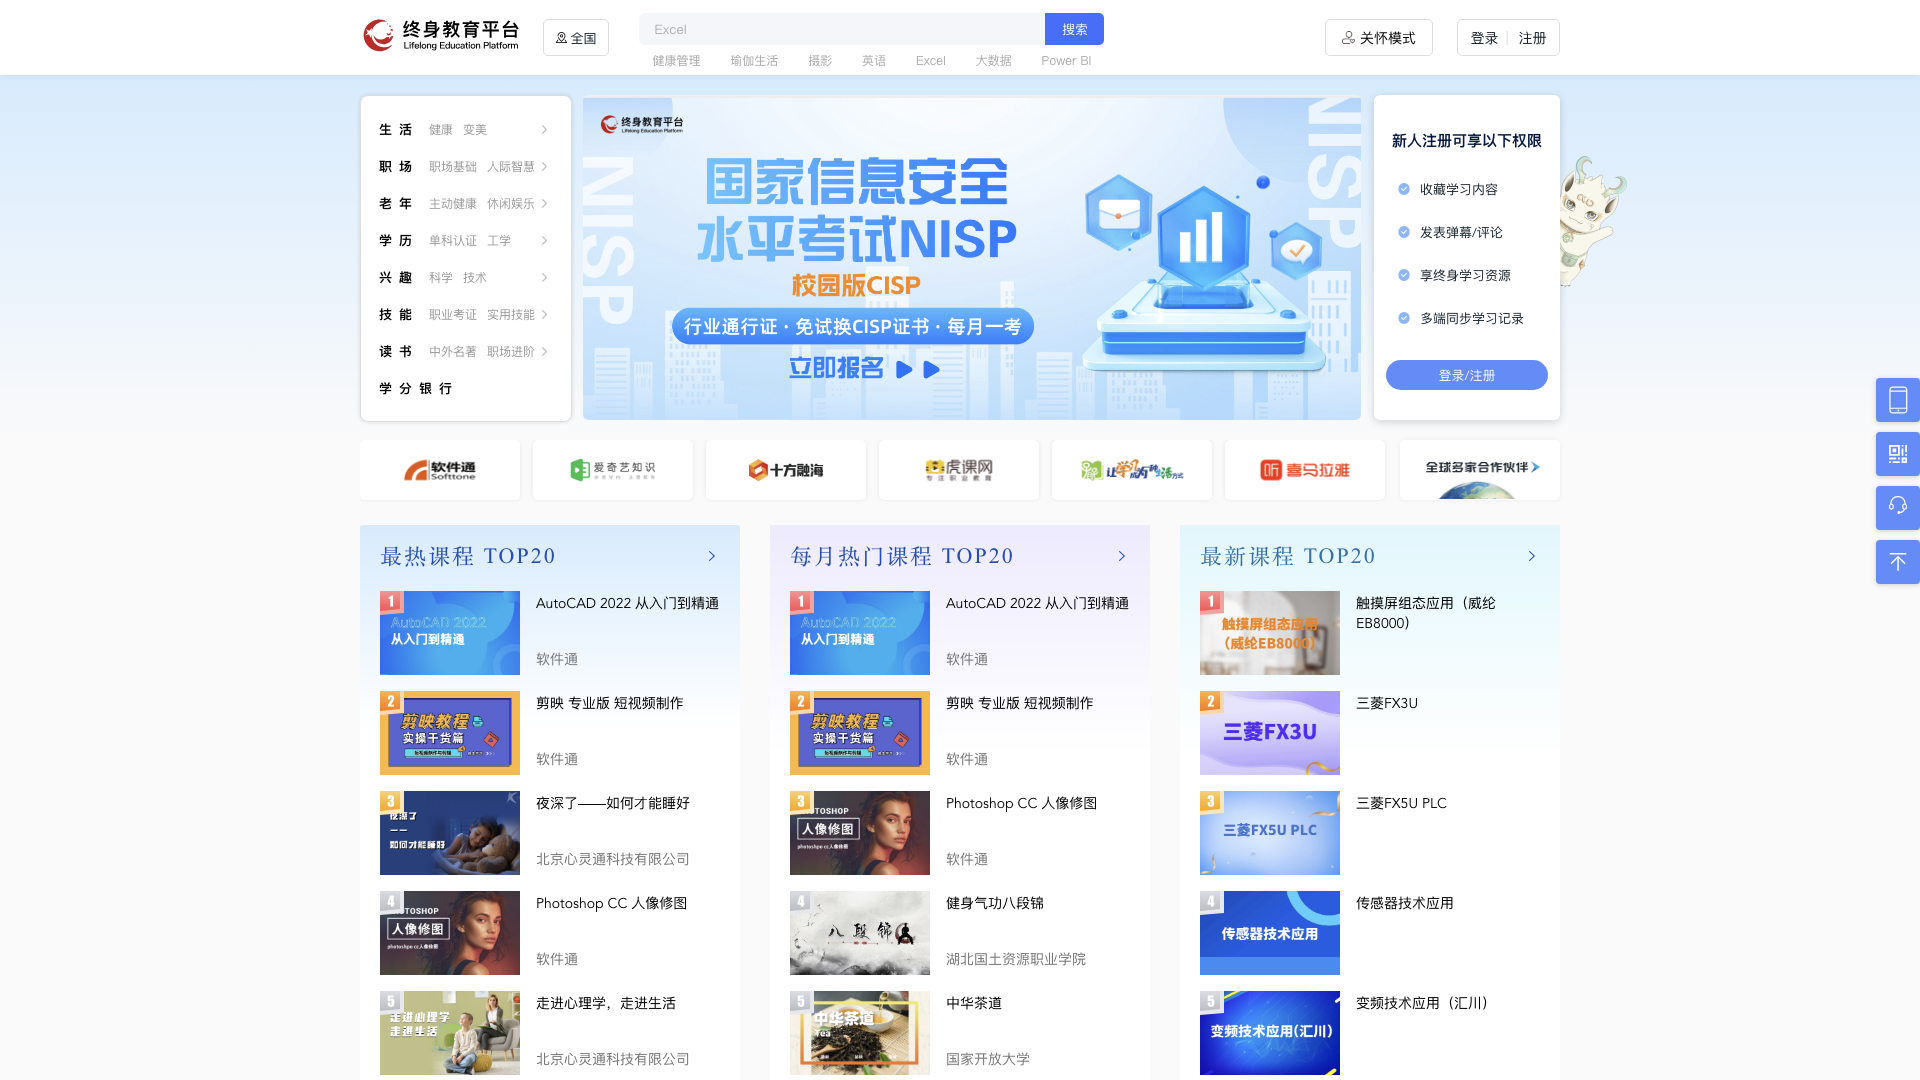 终身教育平台
Lifelong Education Platform
全国
Excel
搜索
健康管理 瑜伽生活 摄影 英语 Excel 大数据 Power BI
关怀模式
登录 注册
生活 健康 变美
职场 职场基础 人际智慧
老年 主动健康 休闲娱乐
学历 单科认证 工学
兴趣 科学 技术
技能 职业考证 实用技能
读书 中外名著 职场进阶
学分银行
终身教育平台
Lifelong Education Platform
NISP
NISP
国家信息安全
水平考试NISP
校园版CISP
行业通行证·免试换CISP证书·每月一考
立即报名
新人注册可享以下权限
收藏学习内容
发表弹幕/评论
享终身学习资源
多端同步学习记录
登录/注册
软件通
Softtone
爱奇艺知识
十方融海
虎课网
专注职业教育
让学习成为一种生活方式
听 喜马拉雅
全球多家合作伙伴
最热课程 TOP20
1
AutoCAD 2022
从入门到精通
AutoCAD 2022 从入门到精通
软件通
2
剪映教程
实操干货篇
剪映 专业版 短视频制作
软件通
3
夜深了
——
如何才能睡好
夜深了——如何才能睡好
北京心灵通科技有限公司
4
PHOTOSHOP
人像修图
photoshpo cc人像修图
Photoshop CC 人像修图
软件通
5
走进心理学
走进生活
走进心理学，走进生活
北京心灵通科技有限公司
每月热门课程 TOP20
1
AutoCAD 2022
从入门到精通
AutoCAD 2022 从入门到精通
软件通
2
剪映教程
实操干货篇
剪映 专业版 短视频制作
软件通
3
PHOTOSHOP
人像修图
photoshpo cc人像修图
Photoshop CC 人像修图
软件通
4
八段锦
健身气功八段锦
湖北国土资源职业学院
5
中华茶道
Tea
中华茶道
国家开放大学
最新课程 TOP20
1
触摸屏组态应用
（威纶EB8000）
触摸屏组态应用（威纶
EB8000）
2
三菱FX3U
三菱FX3U
3
三菱FX5U PLC
三菱FX5U PLC
4
传感器技术应用
传感器技术应用
5
变频技术应用(汇川)
变频技术应用（汇川）